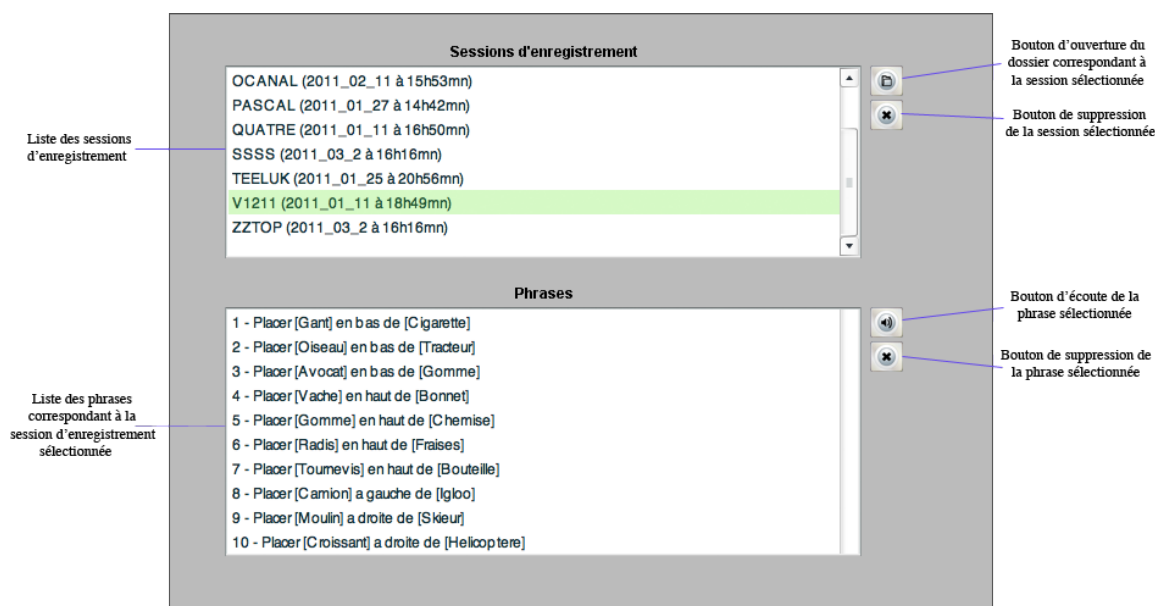 Sessions d'enregistrement
OCANAL (2011_02_11 à 15h53mn)
PASCAL (2011_01_27 à 14h42mn)
QUATRE (2011_01_11 à 16h50mn)
SSSS (2011_03_2 à 16h16mn)
TEELUK (2011_01_25 à 20h56mn)
V1211 (2011_01_11 à 18h49mn)
ZZTOP (2011_03_2 à 16h16mn)
Liste des sessions
d'enregistrement
Bouton d'ouverture du
dossier correspondant à
la session sélectionnée
Bouton de suppression
de la session sélectionnée
Phrases
1 - Placer [Gant] en bas de [Cigarette]
2 - Placer [Oiseau] en bas de [Tracteur]
3 - Placer [Avocat] en bas de [Gomme]
4 - Placer [Vache] en haut de [Bonnet]
5 - Placer [Gomme] en haut de [Chemise]
6 - Placer [Radis] en haut de [Fraises]
7 - Placer [Tournevis] en haut de [Bouteille]
8 - Placer [Camion] a gauche de [Igloo]
9 - Placer [Moulin] a droite de [Skieur]
10 - Placer [Croissant] a droite de [Helicoptere]
Liste des phrases
correspondant à la
session d'enregistrement
sélectionnée
Bouton d'écoute de la
phrase sélectionnée
Bouton de suppression de
la phrase sélectionnée